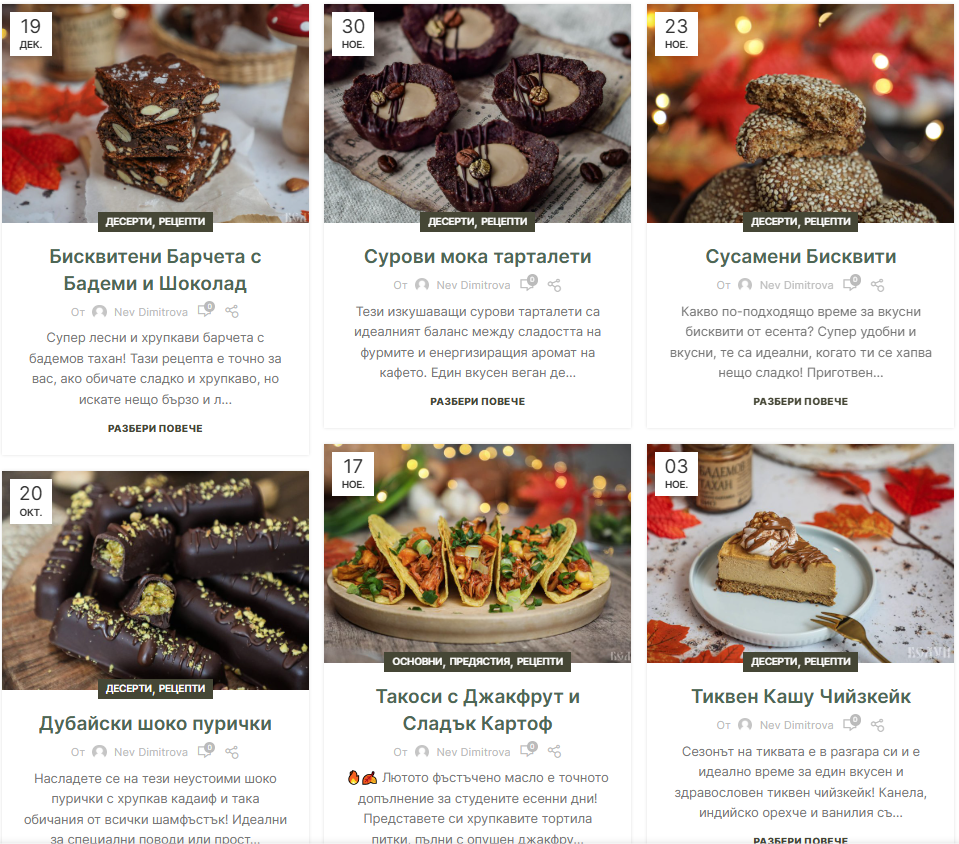 19
ДЕК.
ДЕСЕРТИ, РЕЦЕПТИ
Бисквитени Барчета с
Бадеми и Шоколад
От Nev Dimitrova 0
Супер лесни и хрупкави барчета с
бадемов тахан! Тази рецепта е точно за
вас, ако обичате сладко и хрупкаво, но
искате нещо бързо и л...
РАЗБЕРИ ПОВЕЧЕ
30
НОЕ.
ДЕСЕРТИ, РЕЦЕПТИ
Сурови мока тарталети
От Nev Dimitrova 0
Тези изкушаващи сурови тарталети са
идеалният баланс между сладостта на
фурмите и енергизиращия аромат на
кафето. Един вкусен веган де...
РАЗБЕРИ ПОВЕЧЕ
23
НОЕ.
ДЕСЕРТИ, РЕЦЕПТИ
Сусамени Бисквити
От Nev Dimitrova 0
Какво по-подходящо време за вкусни
бисквити от есента? Супер удобни и
вкусни, те са идеални, когато ти се хапва
нещо сладко! Приготвен...
РАЗБЕРИ ПОВЕЧЕ
20
ОКТ.
ДЕСЕРТИ, РЕЦЕПТИ
Дубайски шоко пурички
От Nev Dimitrova 0
Насладете се на тези неустоими шоко
пурички с хрупкав кадаиф и така
обичания от всички шамфъстък! Идеални
за специални поводи или прост...
17
НОЕ.
ОСНОВНИ, ПРЕДЯСТИЯ, РЕЦЕПТИ
Такоси с Джакфрут и
Сладък Картоф
От Nev Dimitrova 0
🔥🍂 Лютото фъстъчено масло е точното
допълнение за студените есенни дни!
Представете си хрупкавите тортила
питки, пълни с опушен джакфру...
03
НОЕ.
БАДЕМОВ
ТАХАН
ДЕСЕРТИ, РЕЦЕПТИ
Тиквен Кашу Чийзкейк
От Nev Dimitrova 0
Сезонът на тиквата е в разгара си и е
идеално време за един вкусен и
здравословен тиквен чийзкейк! Канела,
индийско орехче и ванилия съ...
РАЗБЕРИ ПОВЕЧЕ